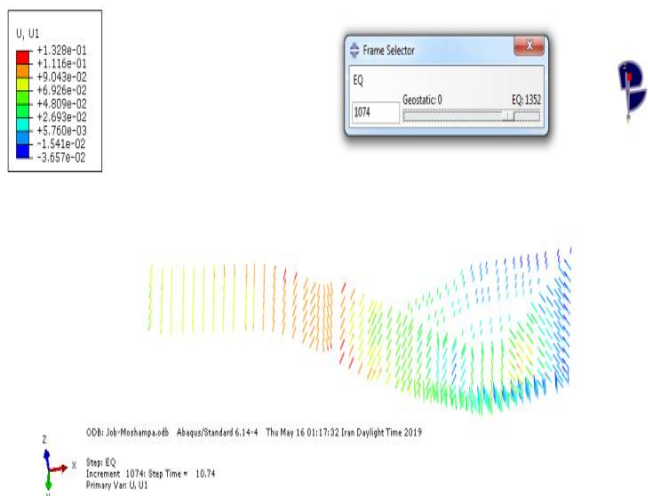 U, U1
+1.328e-01
+1.116e-01
+9.043e-02
+6.926e-02
+4.809e-02
+2.693e-02
+5.760e-03
-1.541e-02
-3.657e-02
Frame Selector
EQ
1074
Geostatic: 0
EQ: 1352
ODB: Job-Moshampa.odb Abaqus/Standard 6.14-4 Thu May 16 01:17:32 Iran Daylight Time 2019
Z
X
Y
Step: EQ
Increment 1074: Step Time = 10.74
Primary Var: U, U1